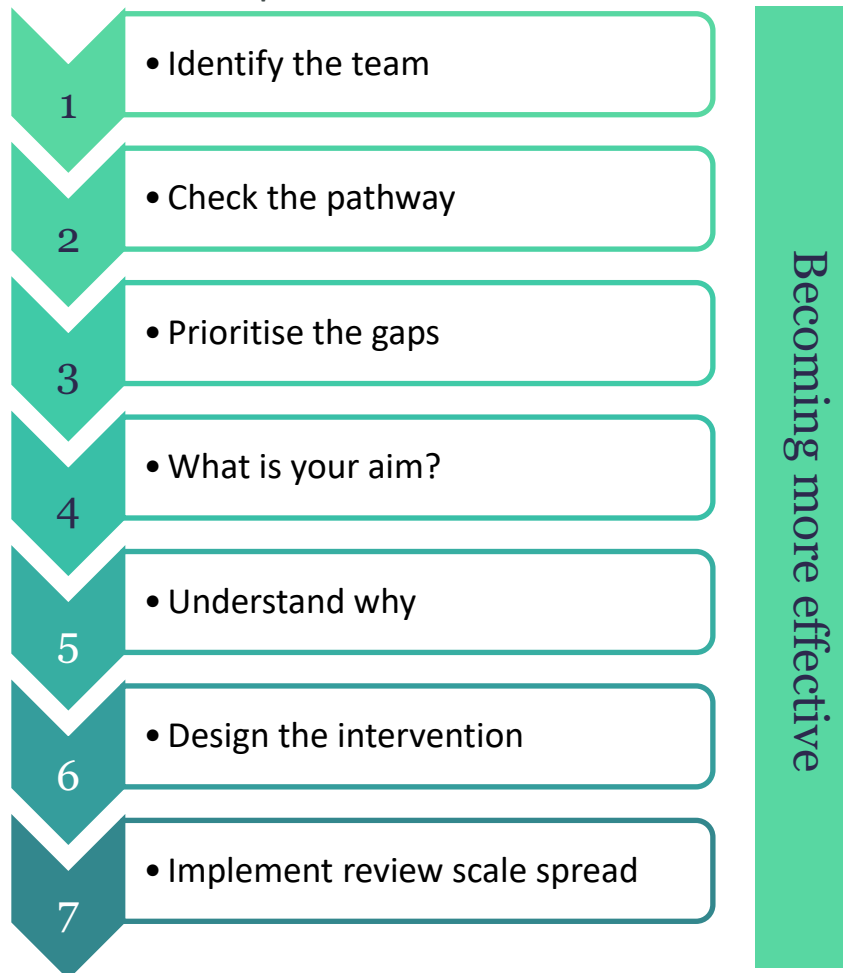 1
• Identify the team
2
• Check the pathway
3
• Prioritise the gaps
4
• What is your aim?
5
• Understand why
6
• Design the intervention
7
• Implement review scale spread
Becoming more effective